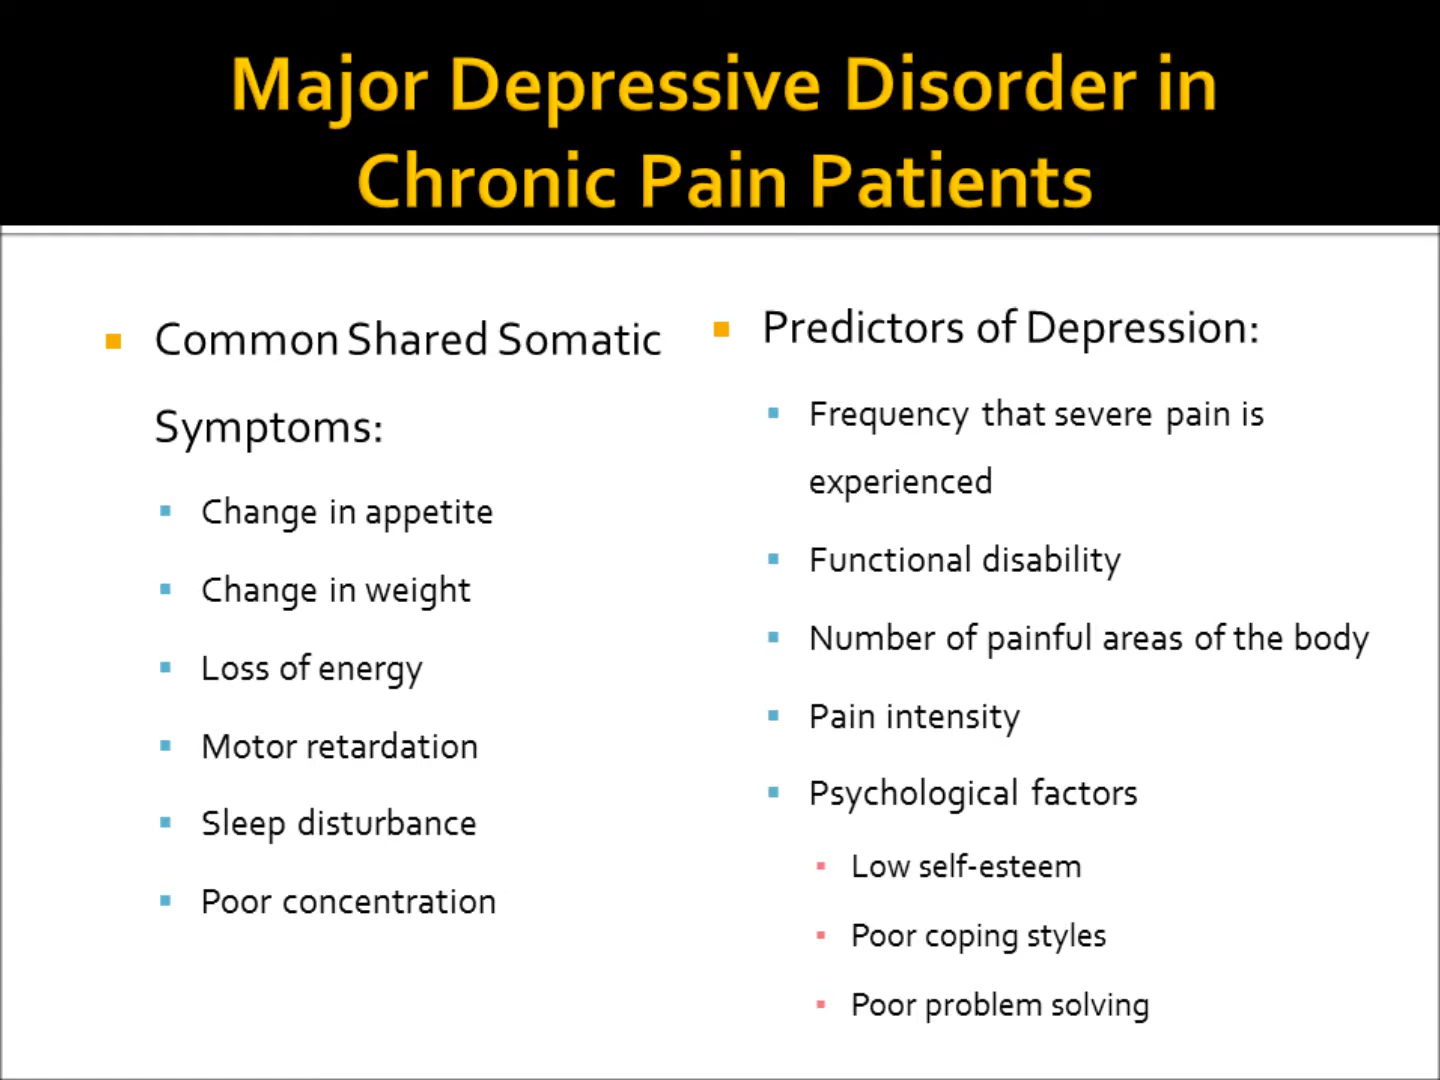 Major Depressive Disorder in
Chronic Pain Patients
Common Shared Somatic
Symptoms:
Change in appetite
Change in weight
Loss of energy
Motor retardation
Sleep disturbance
Poor concentration
Predictors of Depression:
Frequency that severe pain is
experienced
Functional disability
Number of painful areas of the body
Pain intensity
Psychological factors
Low self-esteem
Poor coping styles
Poor problem solving